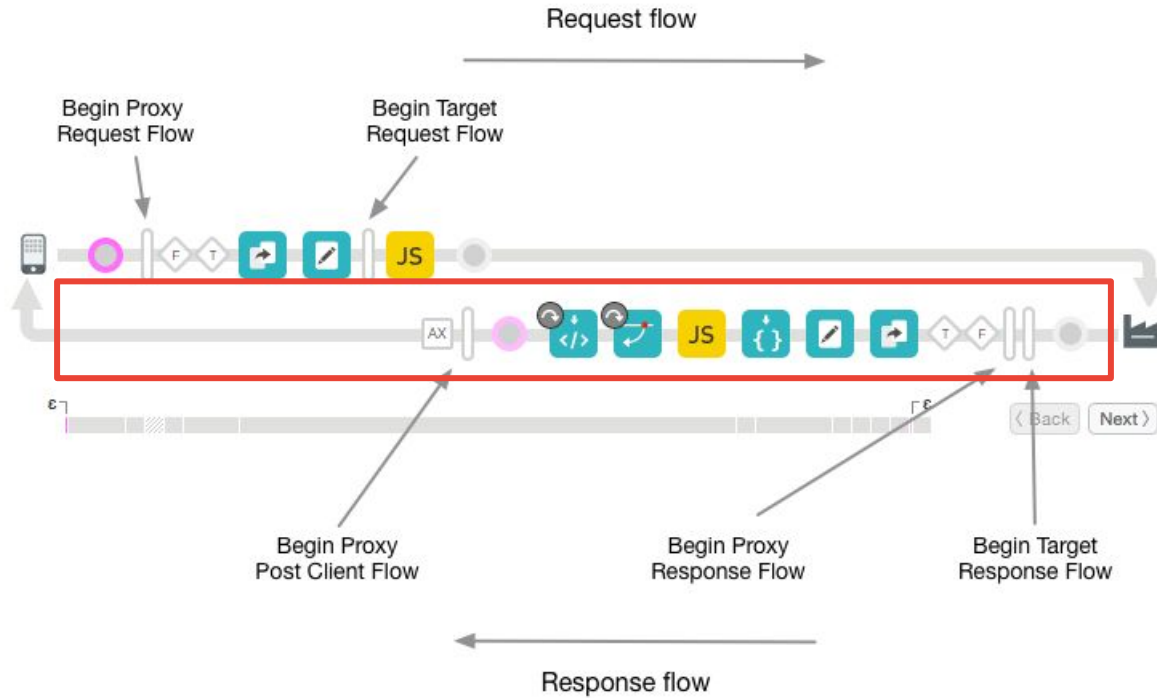 Request flow
Begin Proxy
Request Flow
Begin Target
Request Flow
F
T
JS
AX
</>
JS
{ }
T
F
ε
ε
〈 Back
Next 〉
Begin Proxy
Post Client Flow
Begin Proxy
Response Flow
Begin Target
Response Flow
Response flow